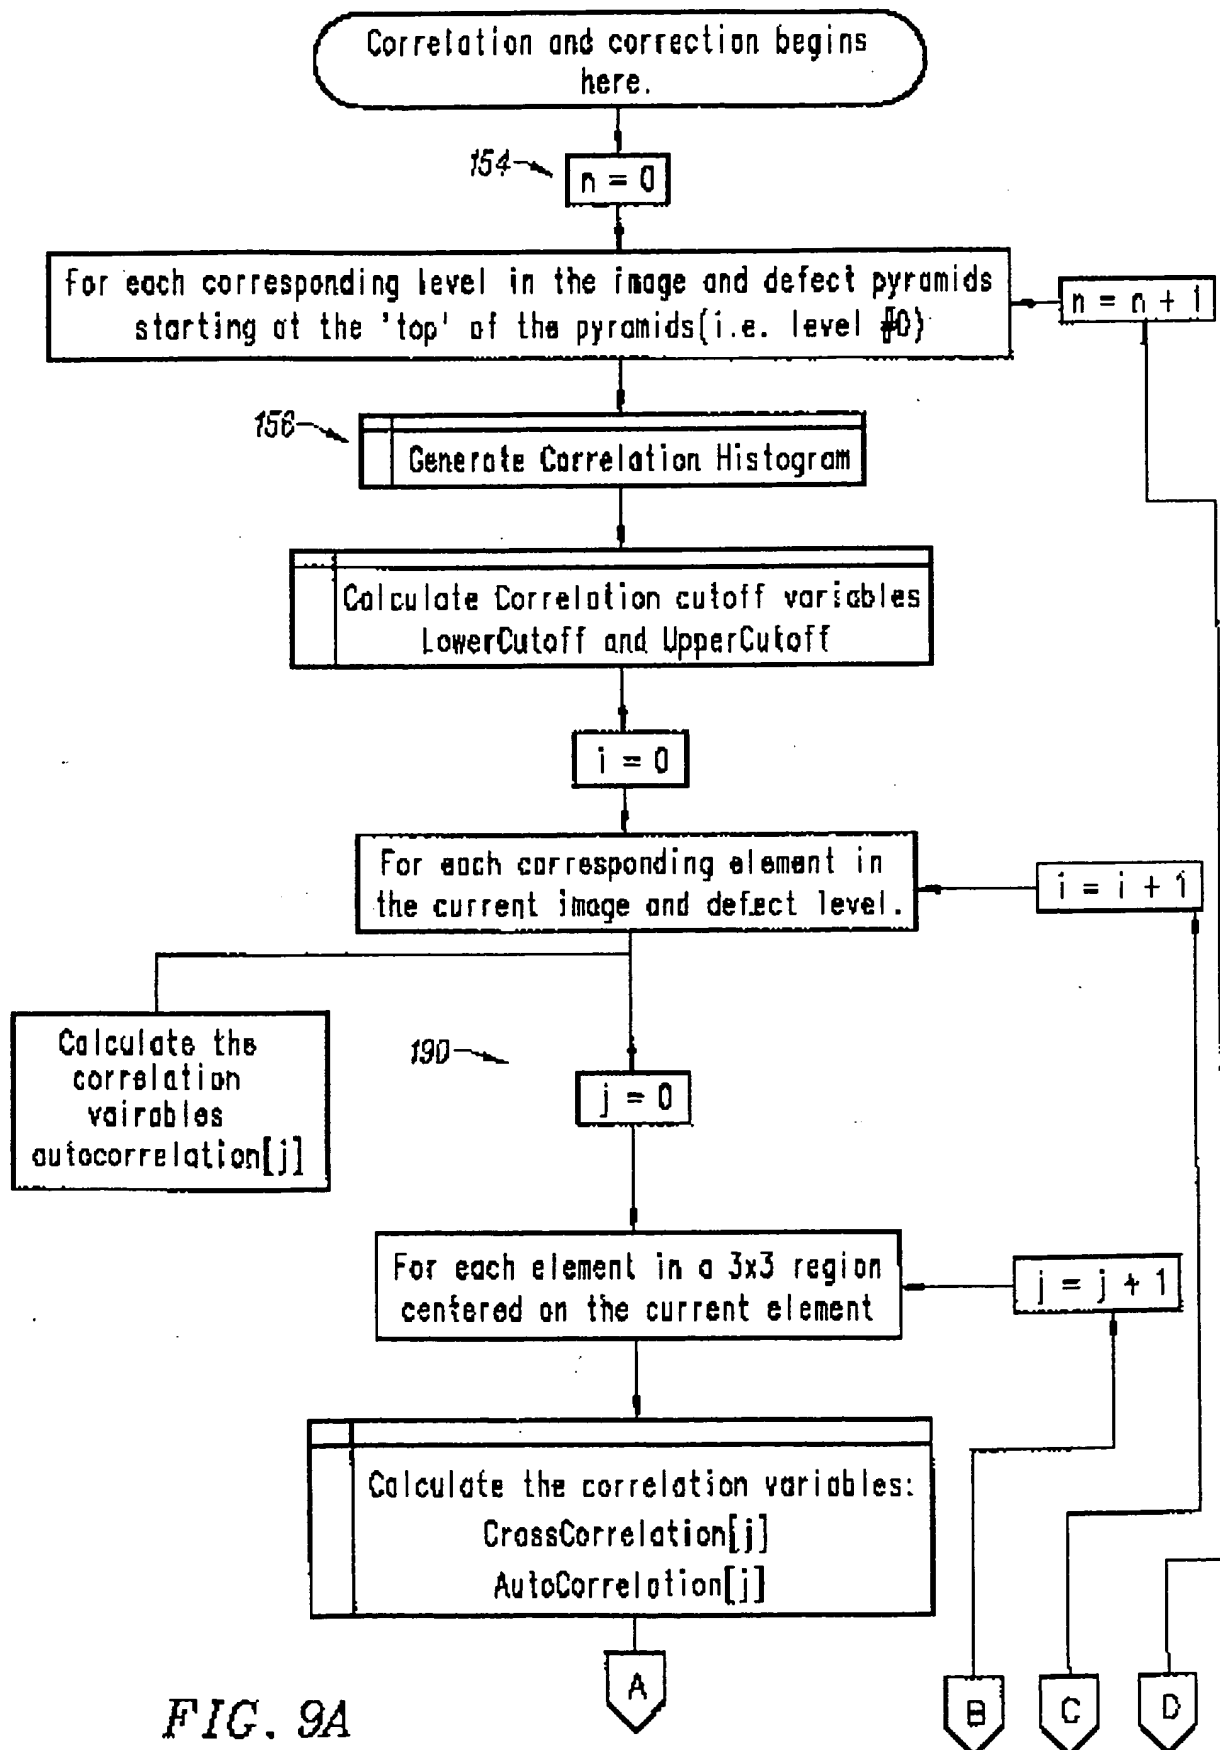 Correlation and correction begins
here.
154
n = 0
For each corresponding level in the image and defect pyramids
starting at the 'top' of the pyramids(i.e. level #0)
n = n + 1
156
Generate Correlation Histogram
Calculate Correlation cutoff variables
LowerCutoff and UpperCutoff
i = 0
For each corresponding element in
the current image and defect level.
i = i + 1
Calculate the
correlation
vairables
autocorrelation[j]
190
j = 0
For each element in a 3x3 region
centered on the current element
j = j + 1
Calculate the correlation variables:
CrossCorrelation[j]
AutoCorrelation[j]
A
B
C
D
FIG. 9A